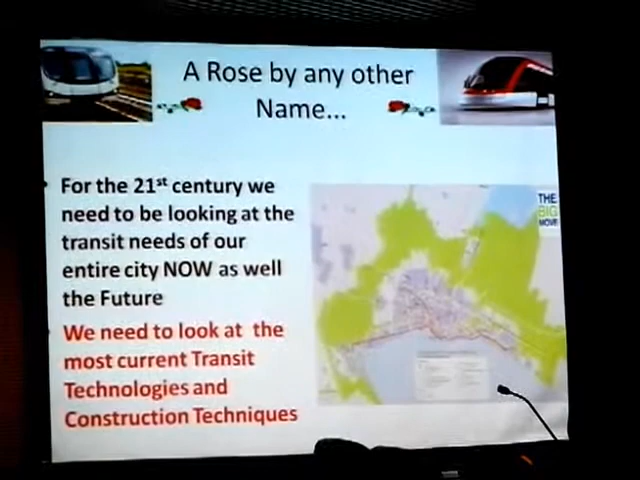 A Rose by any other
Name...
For the 21st century we
need to be looking at the
transit needs of our
entire city NOW as well
the Future
We need to look at the
most current Transit
Technologies and
Construction Techniques
THE
BIG
MOVE